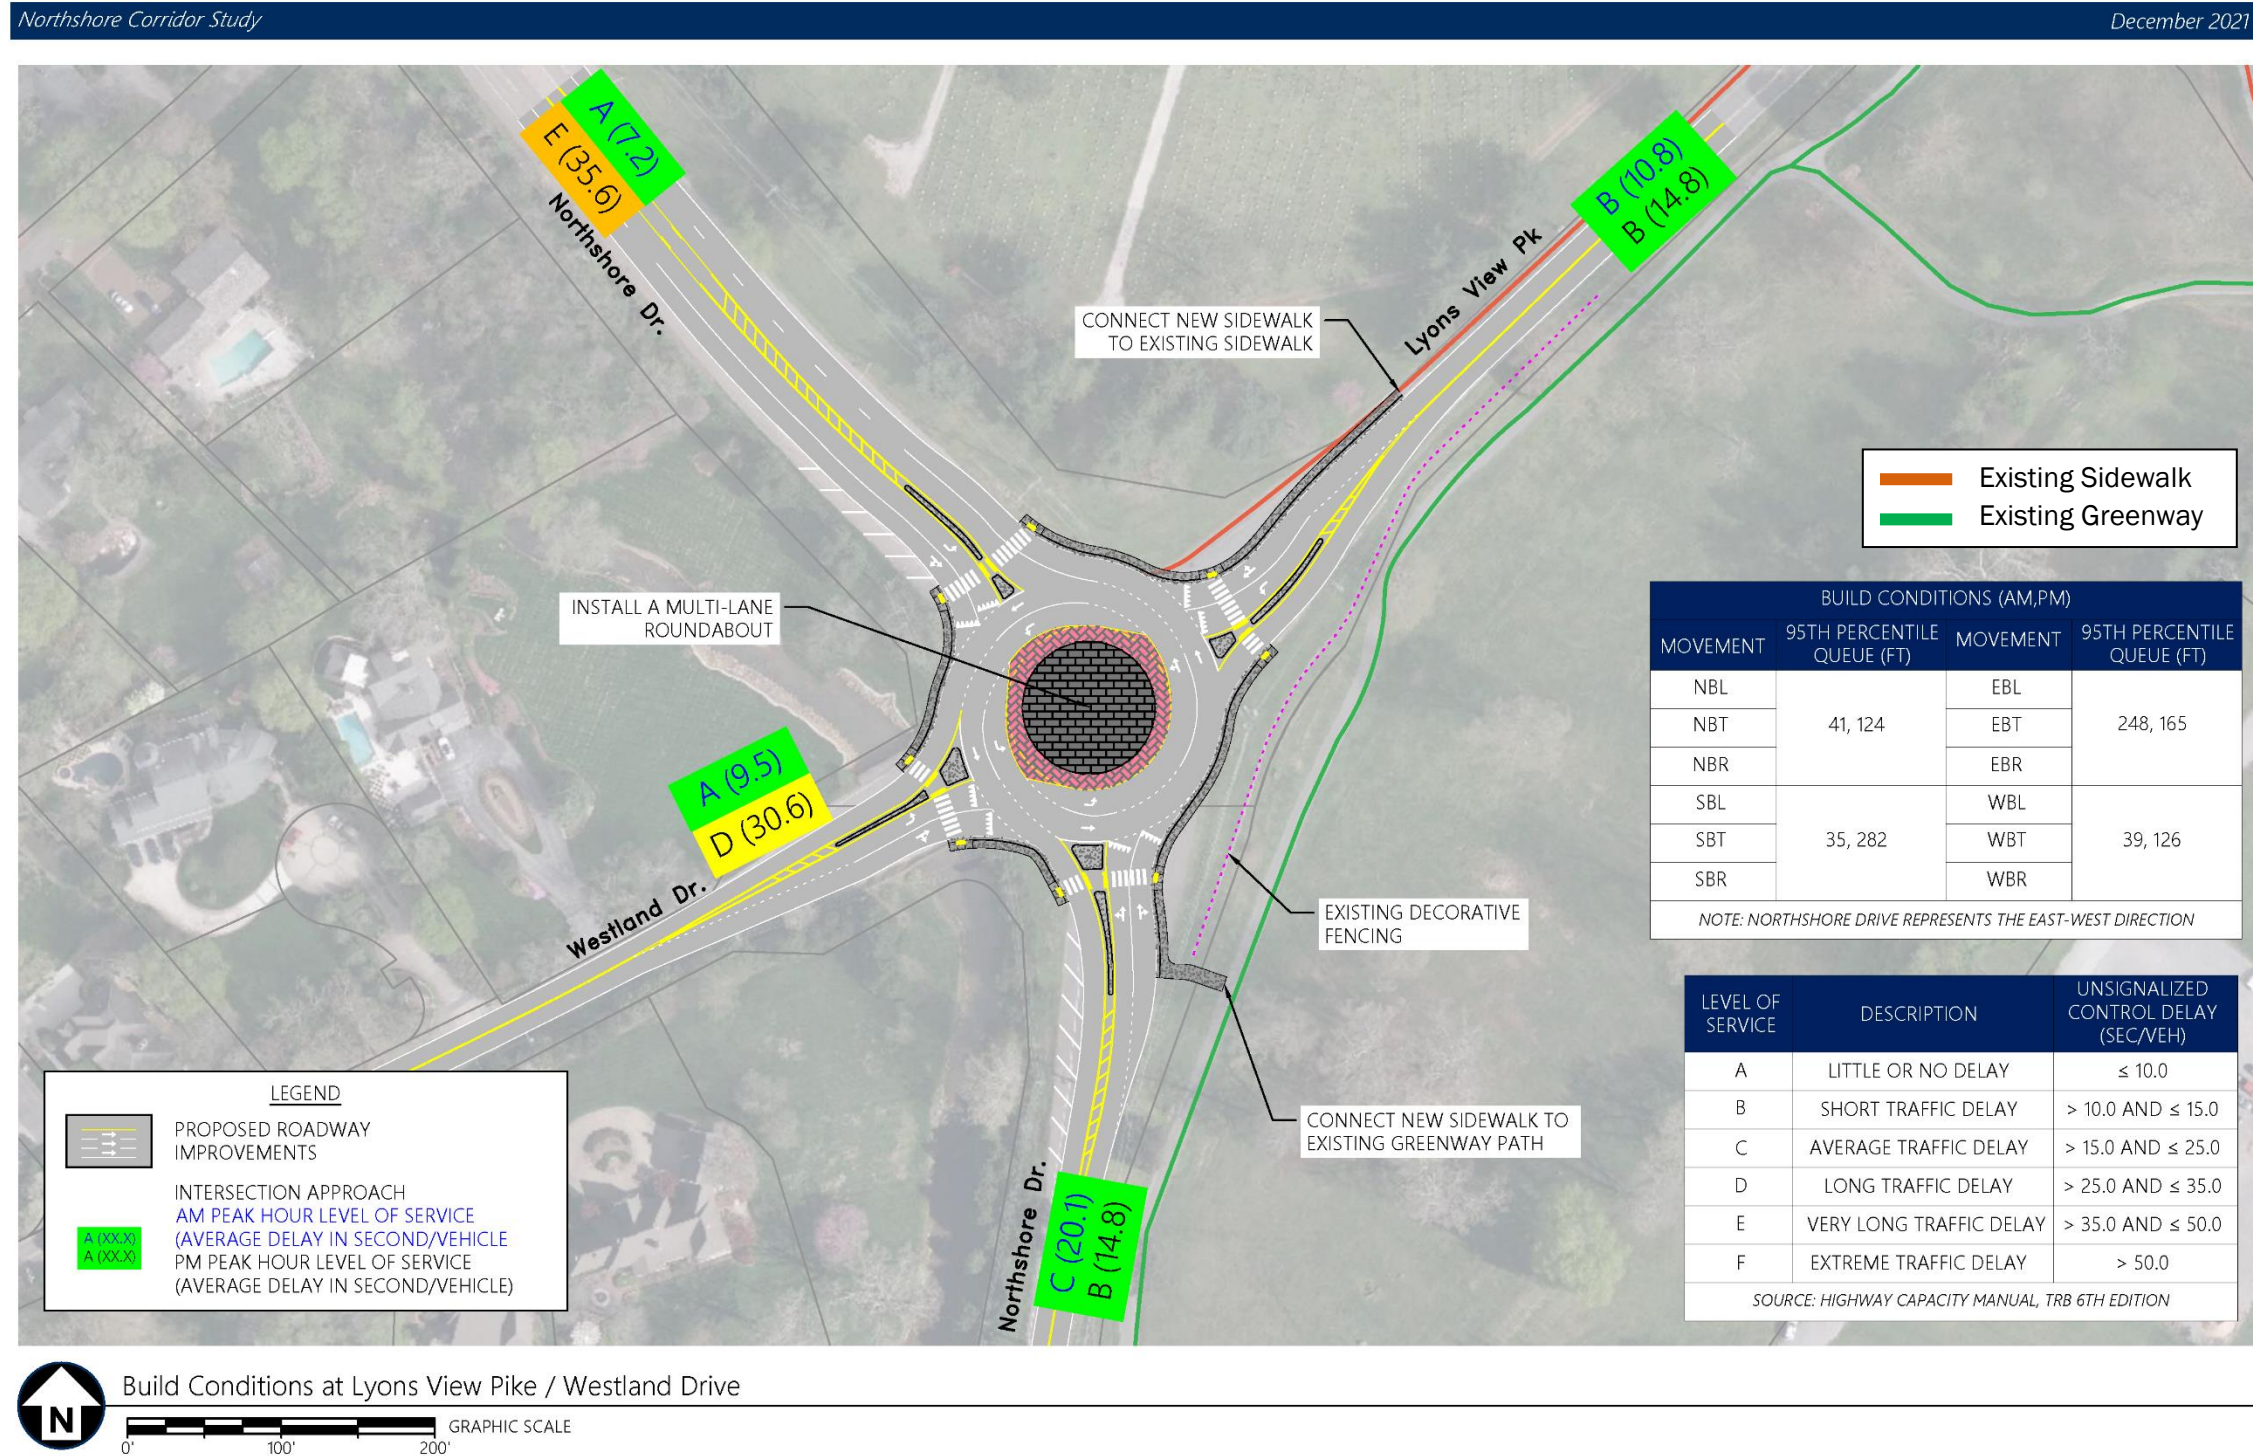 Northshore Corridor Study
December 2021
A (7.2)
E (35.6)
Northshore Dr.
B (10.8)
B (14.8)
Lyons View Pk
CONNECT NEW SIDEWALK
TO EXISTING SIDEWALK
Existing Sidewalk
Existing Greenway
INSTALL A MULTI-LANE
ROUNDABOUT
BUILD CONDITIONS (AM,PM)
MOVEMENT 95TH PERCENTILE QUEUE (FT) MOVEMENT 95TH PERCENTILE QUEUE (FT)
NBL EBL
NBT 41, 124 EBT 248, 165
NBR EBR
SBL WBL
SBT 35, 282 WBT 39, 126
SBR WBR
NOTE: NORTHSHORE DRIVE REPRESENTS THE EAST-WEST DIRECTION
A (9.5)
D (30.6)
Westland Dr.
EXISTING DECORATIVE
FENCING
CONNECT NEW SIDEWALK TO
EXISTING GREENWAY PATH
C (20.1)
B (14.8)
Northshore Dr.
LEVEL OF SERVICE DESCRIPTION UNSIGNALIZED CONTROL DELAY (SEC/VEH)
A LITTLE OR NO DELAY ≤ 10.0
B SHORT TRAFFIC DELAY > 10.0 AND ≤ 15.0
C AVERAGE TRAFFIC DELAY > 15.0 AND ≤ 25.0
D LONG TRAFFIC DELAY > 25.0 AND ≤ 35.0
E VERY LONG TRAFFIC DELAY > 35.0 AND ≤ 50.0
F EXTREME TRAFFIC DELAY > 50.0
SOURCE: HIGHWAY CAPACITY MANUAL, TRB 6TH EDITION
LEGEND
PROPOSED ROADWAY
IMPROVEMENTS
A (XX.X)
A (XX.X)
INTERSECTION APPROACH
AM PEAK HOUR LEVEL OF SERVICE
(AVERAGE DELAY IN SECOND/VEHICLE
PM PEAK HOUR LEVEL OF SERVICE
(AVERAGE DELAY IN SECOND/VEHICLE)
N
Build Conditions at Lyons View Pike / Westland Drive
GRAPHIC SCALE
0' 100' 200'